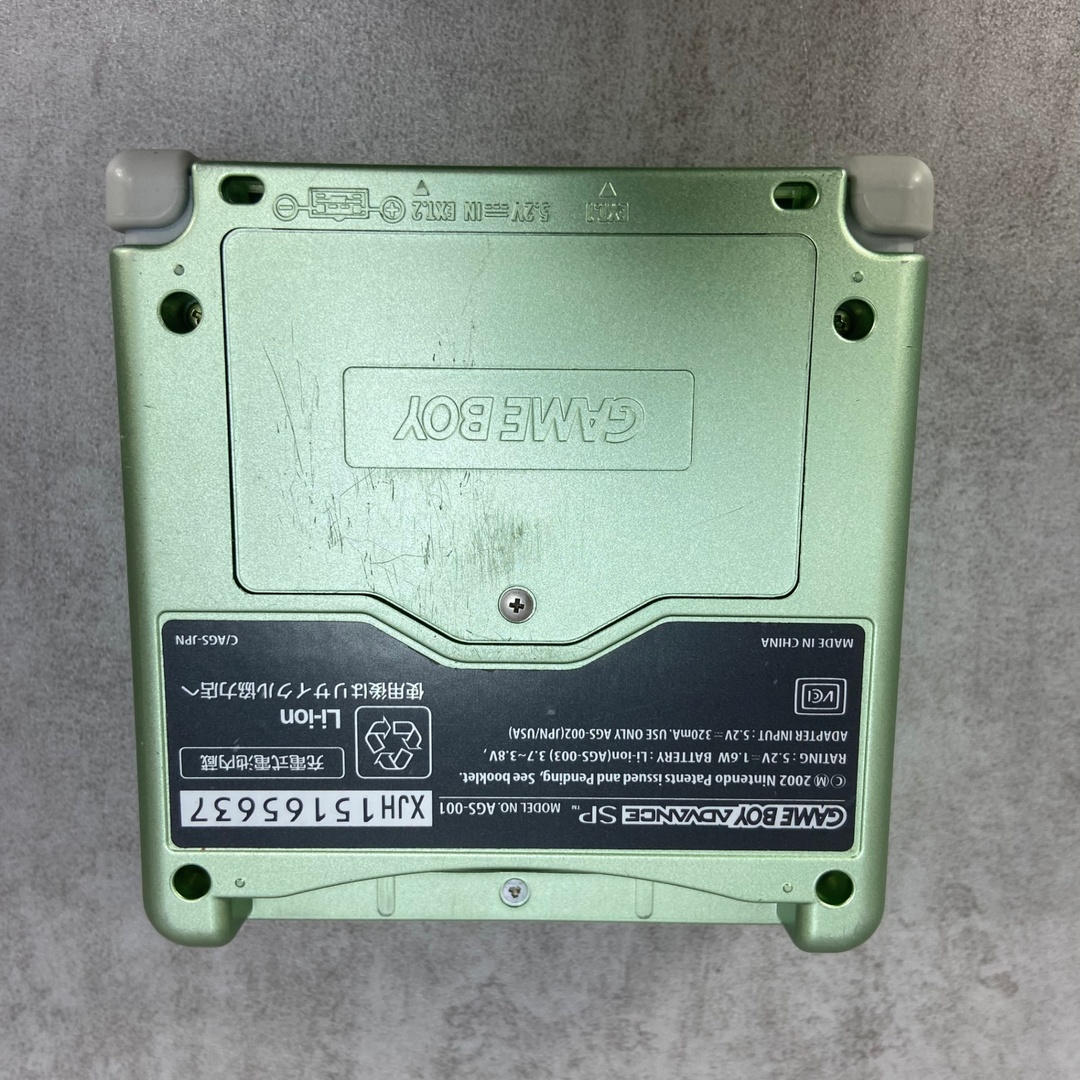 GAME BOY ADVANCE SP™ MODEL NO. AGS-001
XJH15165637
Ⓒ Ⓜ 2002 Nintendo Patents issued and Pending, See booklet.
RATING : 5.2V⎓1.6W BATTERY : Li-ion(AGS-003) 3.7~3.8V,
ADAPTER INPUT : 5.2V⎓320mA. USE ONLY AGS-002(JPN/USA)
VCI
充電式電池内蔵
Li-ion
使用後はリサイクル協力店へ
MADE IN CHINA
C/AGS-JPN
GAME BOY
EXT.1
5.2V⎓IN EXT.2